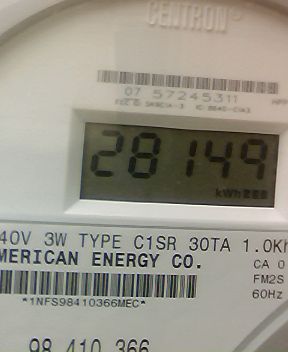 CENTRON®
07 57245311
28149
kWh
40V 3W TYPE C1SR 30TA 1.0Kh
MERICAN ENERGY CO.
CA 0
FM2S
60Hz
*1NFS98410366MEC*
98 410 366